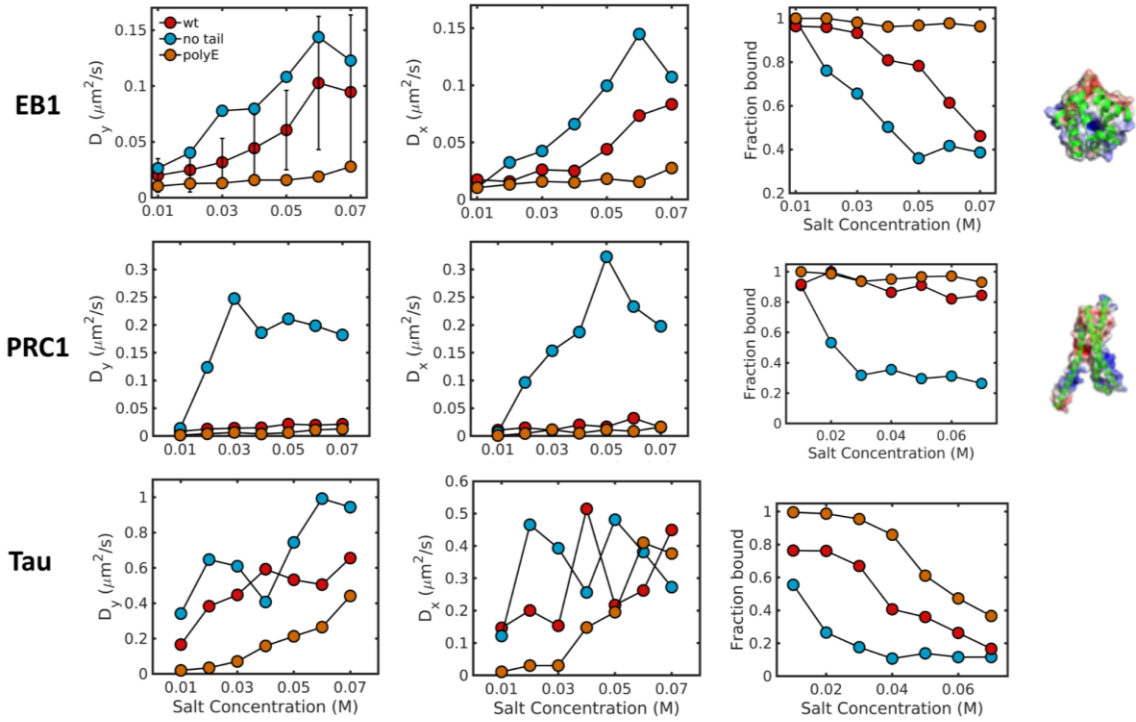 EB1
wt
no tail
polyE
D_y (μm²/s)
0.15
0.1
0.05
0
0.01 0.03 0.05 0.07
D_x (μm²/s)
0.15
0.1
0.05
0
0.01 0.03 0.05 0.07
Fraction bound
1
0.8
0.6
0.4
0.2
0.01 0.03 0.05 0.07
Salt Concentration (M)
PRC1
D_y (μm²/s)
0.3
0.25
0.2
0.15
0.1
0.05
0
0.01 0.03 0.05 0.07
D_x (μm²/s)
0.3
0.25
0.2
0.15
0.1
0.05
0
0.01 0.03 0.05 0.07
Fraction bound
1
0.8
0.6
0.4
0.2
0
0.02 0.04 0.06
Salt Concentration (M)
Tau
D_y (μm²/s)
1
0.8
0.6
0.4
0.2
0
0.01 0.03 0.05 0.07
Salt Concentration (M)
D_x (μm²/s)
0.6
0.5
0.4
0.3
0.2
0.1
0
0.01 0.03 0.05 0.07
Salt Concentration (M)
Fraction bound
1
0.8
0.6
0.4
0.2
0
0.02 0.04 0.06
Salt Concentration (M)